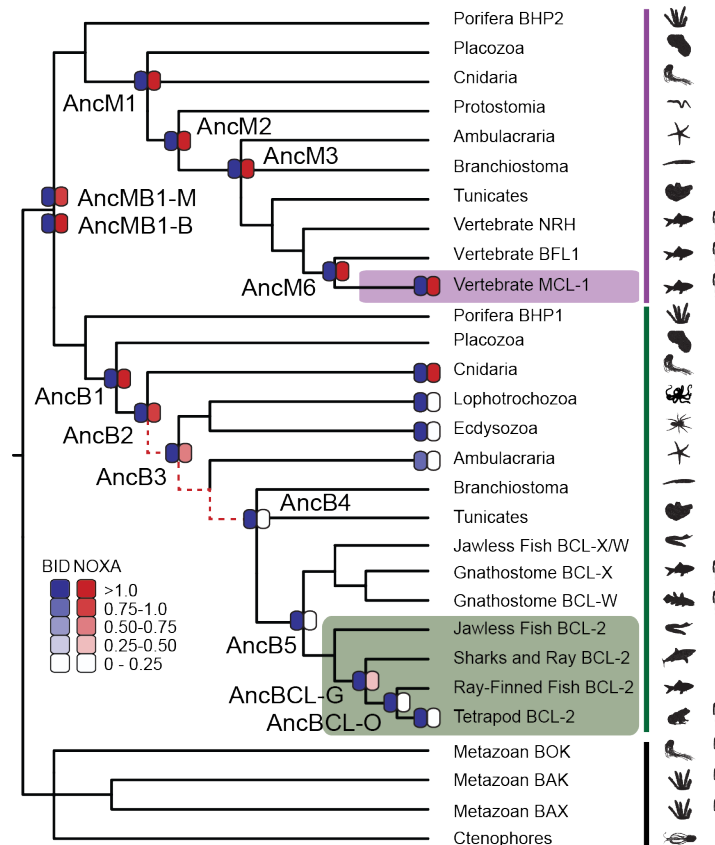 Porifera BHP2
Placozoa
Cnidaria
AncM1
Protostomia
AncM2
Ambulacraria
AncM3
Branchiostoma
AncMB1-M
Tunicates
AncMB1-B
Vertebrate NRH
Vertebrate BFL1
AncM6
Vertebrate MCL-1
Porifera BHP1
Placozoa
Cnidaria
AncB1
Lophotrochozoa
AncB2
Ecdysozoa
Ambulacraria
AncB3
Branchiostoma
AncB4
Tunicates
Jawless Fish BCL-X/W
BID NOXA
Gnathostome BCL-X
>1.0
0.75-1.0
Gnathostome BCL-W
0.50-0.75
Jawless Fish BCL-2
0.25-0.50
AncB5
Sharks and Ray BCL-2
0 - 0.25
Ray-Finned Fish BCL-2
AncBCL-G
Tetrapod BCL-2
AncBCL-O
Metazoan BOK
Metazoan BAK
Metazoan BAX
Ctenophores